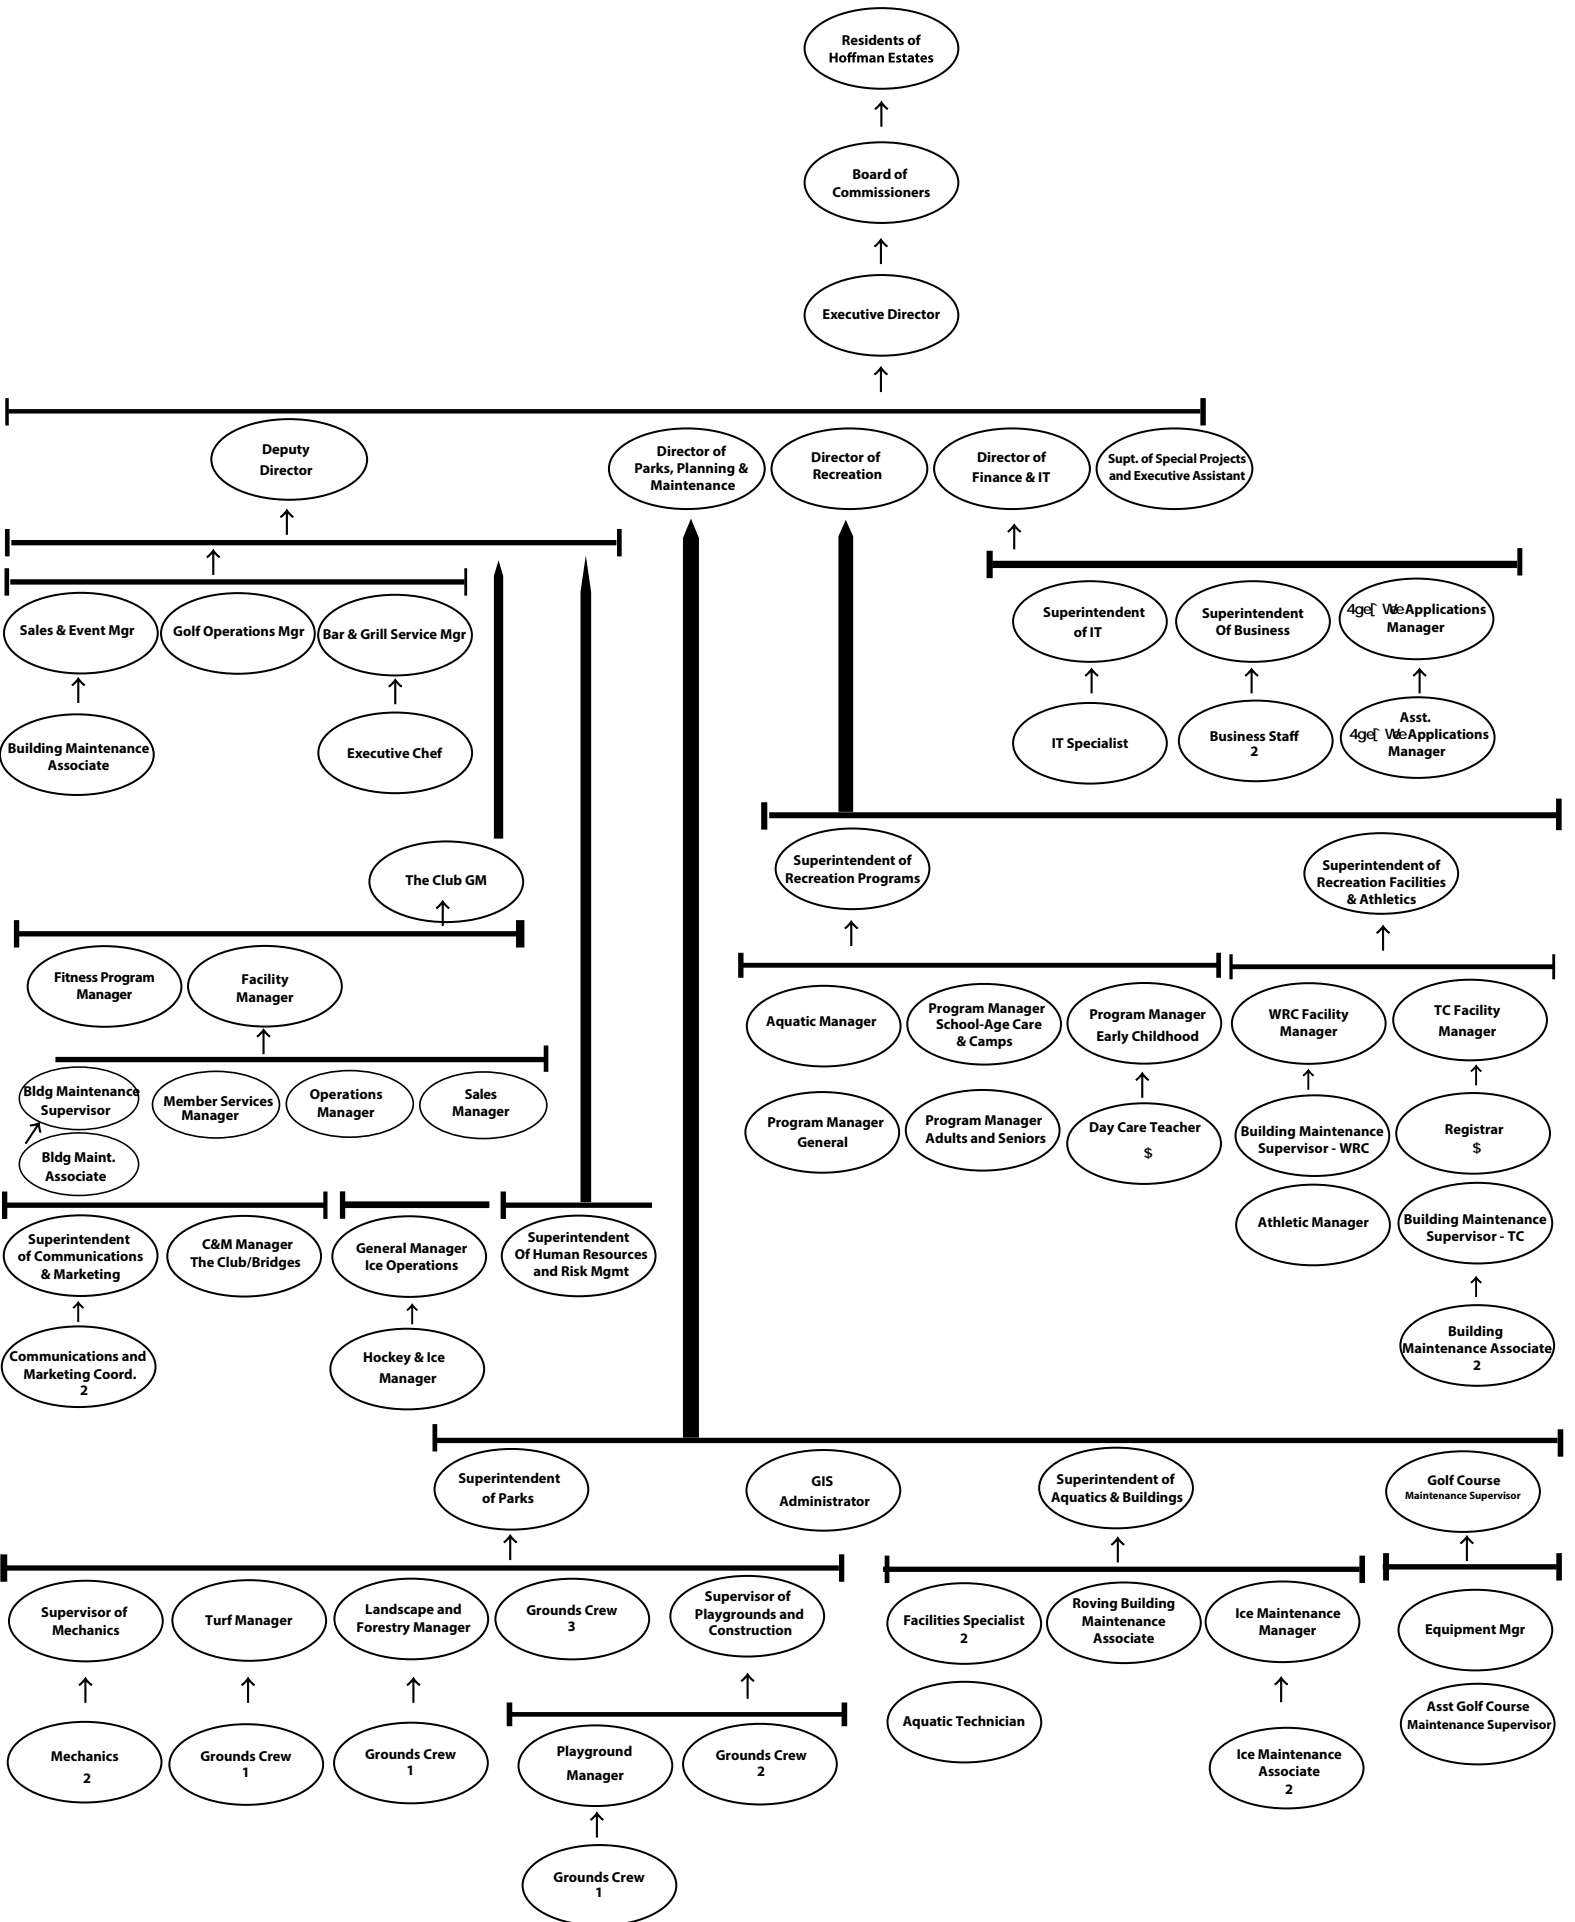 Residents of
Hoffman Estates
Board of
Commissioners
Executive Director
Deputy
Director
Director of
Parks, Planning &
Maintenance
Director of
Recreation
Director of
Finance & IT
Supt. of Special Projects
and Executive Assistant
Sales & Event Mgr
Golf Operations Mgr
Bar & Grill Service Mgr
Superintendent
of IT
Superintendent
Of Business
Applications
Manager
Building Maintenance
Associate
Executive Chef
IT Specialist
Business Staff
2
Asst.
Applications
Manager
The Club GM
Superintendent of
Recreation Programs
Superintendent of
Recreation Facilities
& Athletics
Fitness Program
Manager
Facility
Manager
Aquatic Manager
Program Manager
School-Age Care
& Camps
Program Manager
Early Childhood
WRC Facility
Manager
TC Facility
Manager
Bldg Maintenance
Supervisor
Member Services
Manager
Operations
Manager
Sales
Manager
Program Manager
General
Program Manager
Adults and Seniors
Day Care Teacher
$
Building Maintenance
Supervisor - WRC
Registrar
$
Bldg Maint.
Associate
Superintendent
of Communications
& Marketing
C&M Manager
The Club/Bridges
General Manager
Ice Operations
Superintendent
Of Human Resources
and Risk Mgmt
Athletic Manager
Building Maintenance
Supervisor - TC
Communications and
Marketing Coord.
2
Hockey & Ice
Manager
Building
Maintenance Associate
2
Superintendent
of Parks
GIS
Administrator
Superintendent of
Aquatics & Buildings
Golf Course
Maintenance Supervisor
Supervisor of
Mechanics
Turf Manager
Landscape and
Forestry Manager
Grounds Crew
3
Supervisor of
Playgrounds and
Construction
Facilities Specialist
2
Roving Building
Maintenance
Associate
Ice Maintenance
Manager
Equipment Mgr
Mechanics
2
Grounds Crew
1
Grounds Crew
1
Playground
Manager
Grounds Crew
2
Aquatic Technician
Ice Maintenance
Associate
2
Asst Golf Course
Maintenance Supervisor
Grounds Crew
1